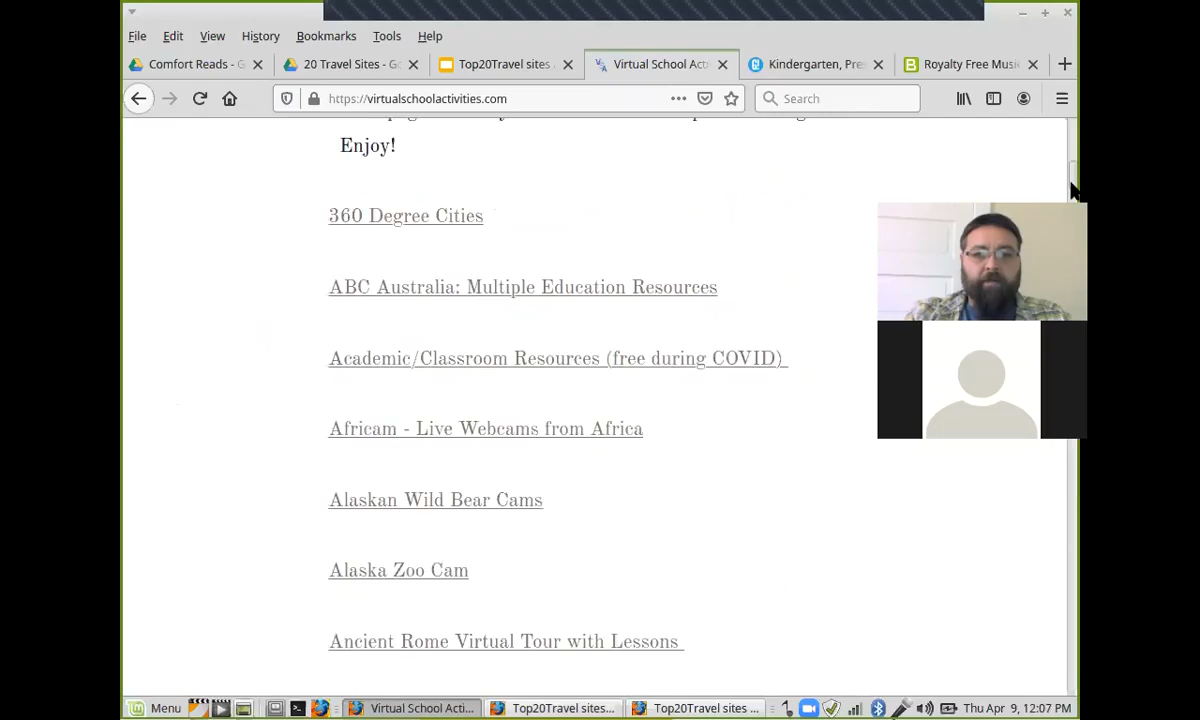 File Edit View History Bookmarks Tools Help
Comfort Reads - G 20 Travel Sites - Go Top20Travel sites Virtual School Acti Kindergarten, Pres Royalty Free Musi
https://virtualschoolactivities.com Search
Enjoy!
360 Degree Cities
ABC Australia: Multiple Education Resources
Academic/Classroom Resources (free during COVID)
Africam - Live Webcams from Africa
Alaskan Wild Bear Cams
Alaska Zoo Cam
Ancient Rome Virtual Tour with Lessons
Menu Virtual School Acti... Top20Travel sites... Top20Travel sites ... Thu Apr 9, 12:07 PM